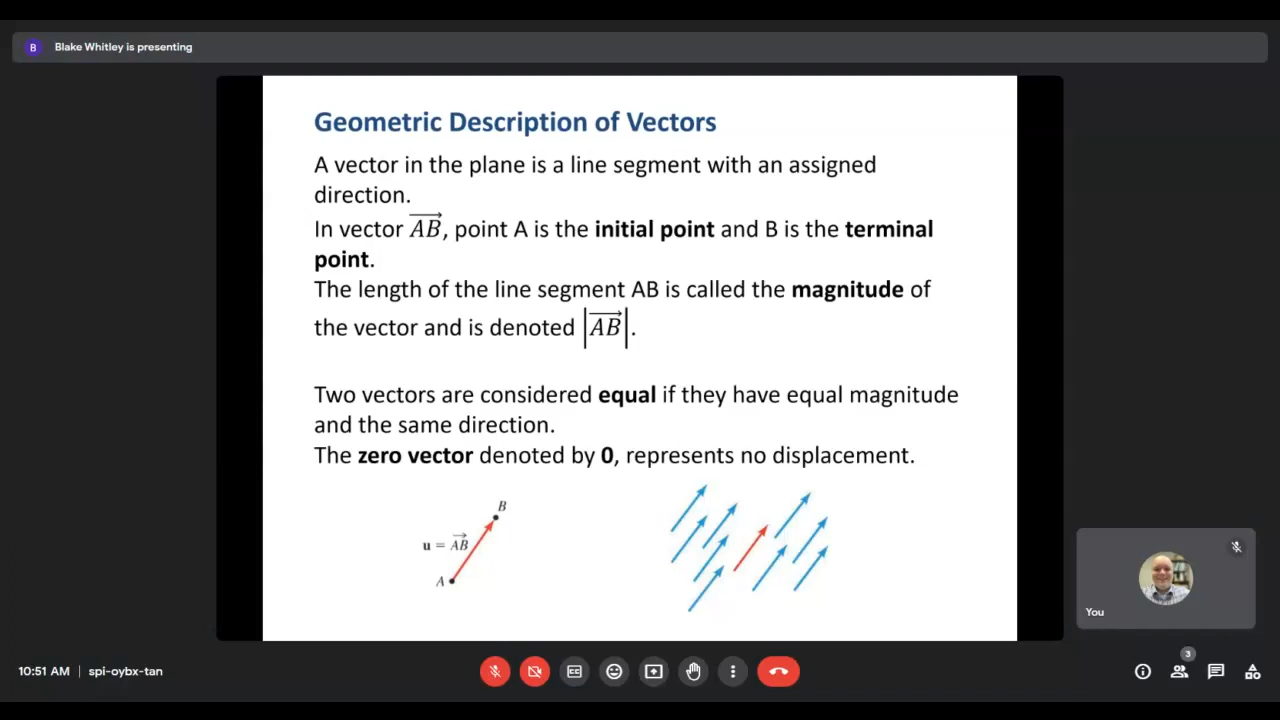 B Blake Whitley is presenting
Geometric Description of Vectors
A vector in the plane is a line segment with an assigned
direction.
In vector $\overrightarrow{AB}$, point A is the initial point and B is the terminal
point.
The length of the line segment AB is called the magnitude of
the vector and is denoted $|\overrightarrow{AB}|$.
Two vectors are considered equal if they have equal magnitude
and the same direction.
The zero vector denoted by 0, represents no displacement.
B
u = $\overrightarrow{AB}$
A
You
10:51 AM | spi-oybx-tan
CC
3